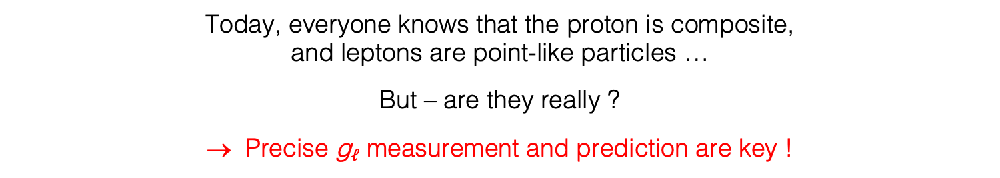 Today, everyone knows that the proton is composite,
and leptons are point-like particles …
But – are they really ?
→ Precise gℓ measurement and prediction are key !